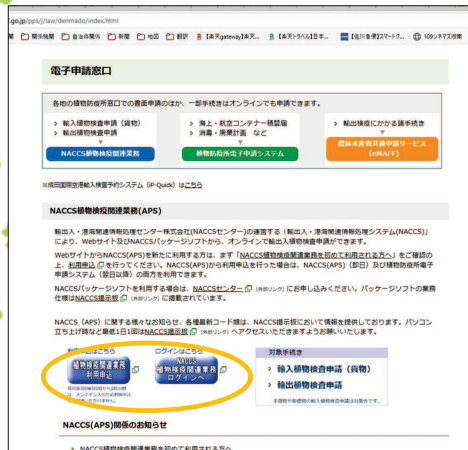 .go.jp/pps/j/law/denmado/index.html
関係機関 自治体関係 新聞 地図 翻訳 【楽天gateway】楽天... 【楽天トラベル】日本... 【佐川急便】スマートク... 109シネマズ湘南
電子申請窓口
各地の植物防疫所窓口での書面申請のほか、一部手続きはオンラインでも申請できます。
> 輸入植物検査申請（貨物） > 海上・航空コンテナー積替届 > 輸出検疫にかかる諸手続き
> 輸出植物検査申請 > 消毒・廃棄計画 など
NACCS植物検疫関連業務 植物防疫所電子申請システム 農林水産省共通申請サービス
(eMAFF)
※成田国際空港輸入検査予約システム（iP-Quick）はこちら
NACCS植物検疫関連業務(APS)
輸出入・港湾関連情報処理センター株式会社(NACCSセンター)の運営する「輸出入・港湾関連情報処理システム(NACCS)」
により、Webサイト及びNACCSパッケージソフトから、オンラインで輸出入植物検査申請ができます。
WebサイトからNACCS(APS)を新たに利用する方は、まず「NACCS植物検疫関連業務を初めて利用される方へ」をご確認の
上、利用申込 を行ってください。NACCS(APS)から利用申込を行った場合は、NACCS(APS)（即日）及び植物防疫所電子
申請システム（翌日以降）の両方を利用できます。
NACCSパッケージソフトを利用する場合は、NACCSセンター（外部リンク）にお申し込みください。パッケージソフトの業務
仕様はNACCS掲示板（外部リンク）に掲載されています。
NACCS（APS）に関する様々なお知らせ、各種最新コード類は、NACCS掲示板において情報を提供しております。パソコン
立ち上げ時など最低1日1回はNACCS掲示板（外部リンク）へアクセスいただきますようお願いいたします。
ログインはこちら 対象手続き
植物検疫関連業務
利用申込
NACCS
植物検疫関連業務
ログインへ
> 輸入植物検査申請（貨物）
> 輸出植物検査申請
手荷物や郵便物の輸入植物検査申請は対象外です。
NACCS(APS)関係のお知らせ
> NACCS植物検疫関連業務を初めて利用される方へ